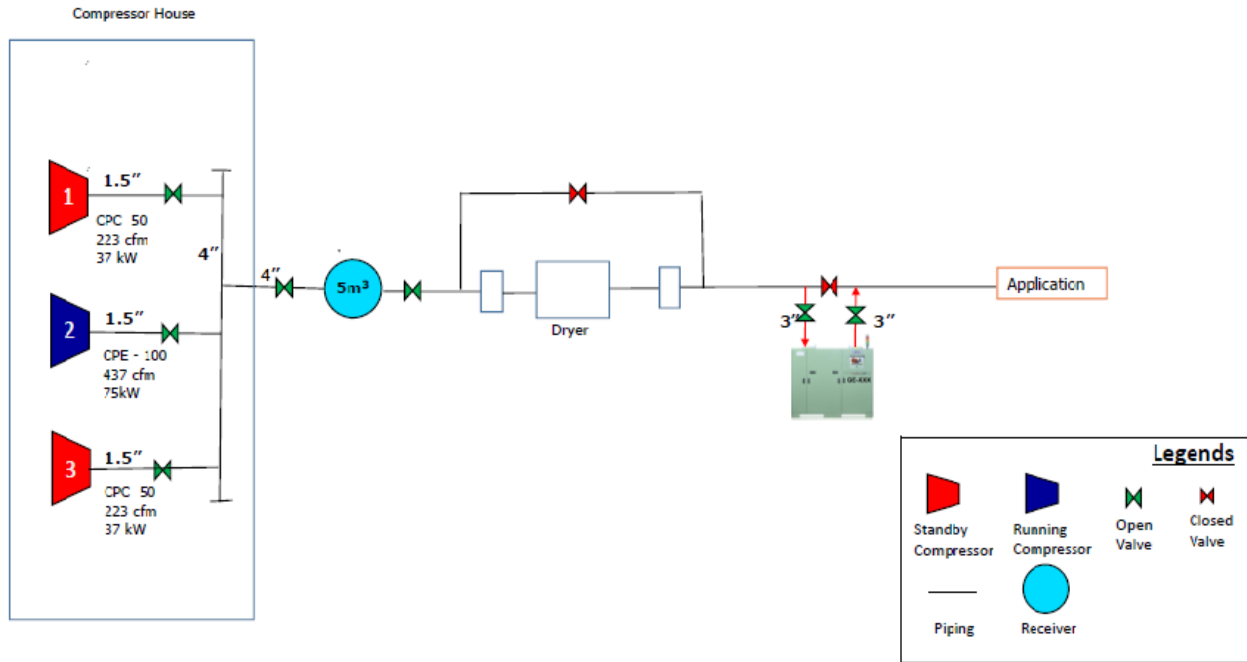 Compressor House
1
1.5”
CPC 50
223 cfm
37 kW
4”
4”
5m³
2
1.5”
CPE - 100
437 cfm
75kW
3
1.5”
CPC 50
223 cfm
37 kW
Dryer
3”
3”
Application
Legends
Standby
Compressor
Running
Compressor
Open
Valve
Closed
Valve
Piping
Receiver